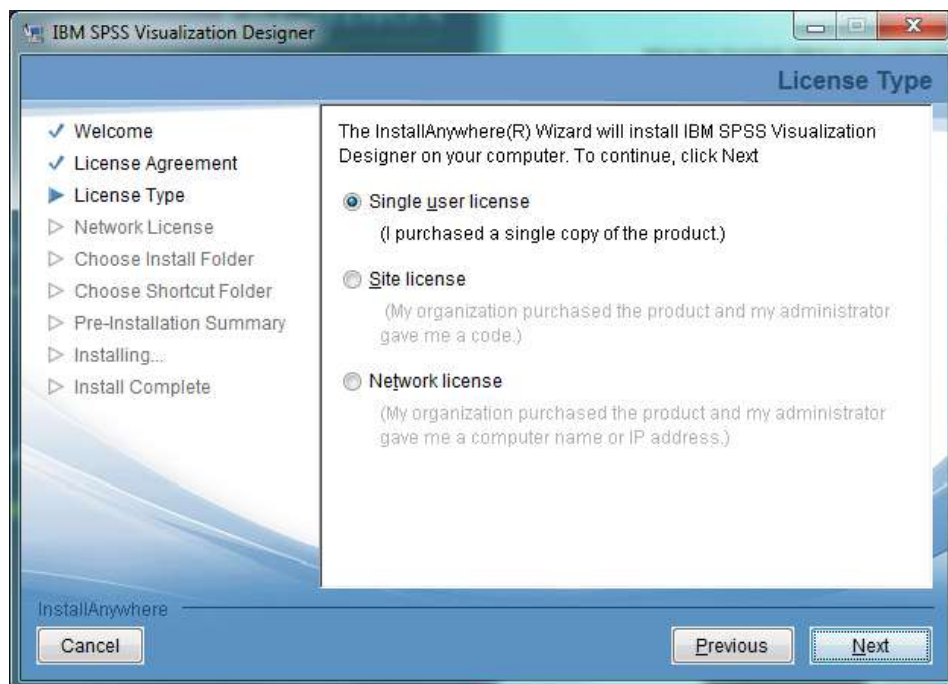 IBM SPSS Visualization Designer
License Type
Welcome
License Agreement
License Type
Network License
Choose Install Folder
Choose Shortcut Folder
Pre-Installation Summary
Installing...
Install Complete
The InstallAnywhere(R) Wizard will install IBM SPSS Visualization
Designer on your computer. To continue, click Next
Single user license
(I purchased a single copy of the product.)
Site license
(My organization purchased the product and my administrator
gave me a code.)
Network license
(My organization purchased the product and my administrator
gave me a computer name or IP address.)
InstallAnywhere
Cancel
Previous
Next